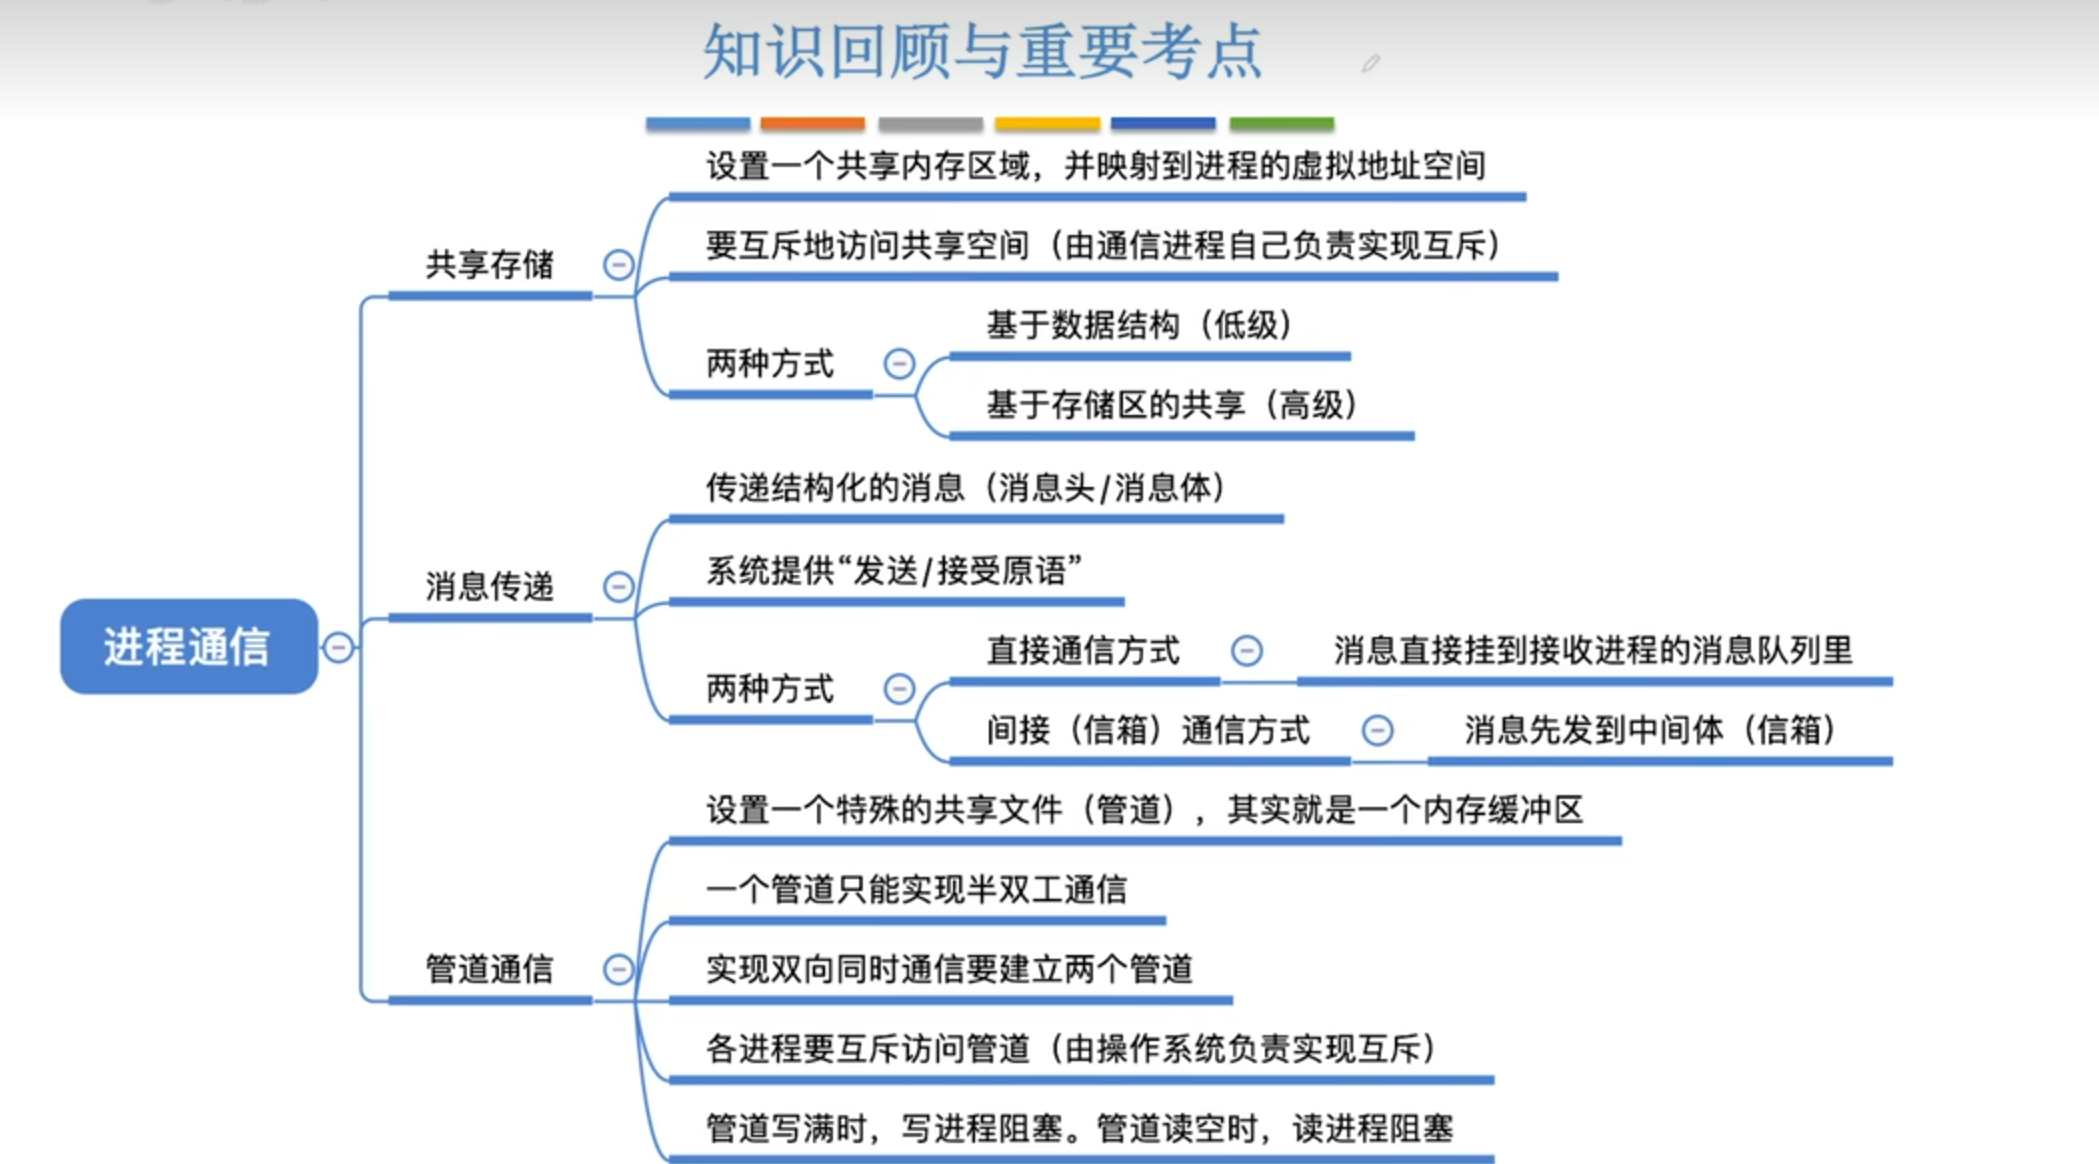 知识回顾与重要考点
设置一个共享内存区域，并映射到进程的虚拟地址空间
要互斥地访问共享空间（由通信进程自己负责实现互斥）
共享存储
基于数据结构（低级）
两种方式
基于存储区的共享（高级）
传递结构化的消息（消息头/消息体）
系统提供“发送/接受原语”
消息传递
直接通信方式
消息直接挂到接收进程的消息队列里
两种方式
间接（信箱）通信方式
消息先发到中间体（信箱）
进程通信
设置一个特殊的共享文件（管道），其实就是一个内存缓冲区
一个管道只能实现半双工通信
管道通信
实现双向同时通信要建立两个管道
各进程要互斥访问管道（由操作系统负责实现互斥）
管道写满时，写进程阻塞。管道读空时，读进程阻塞